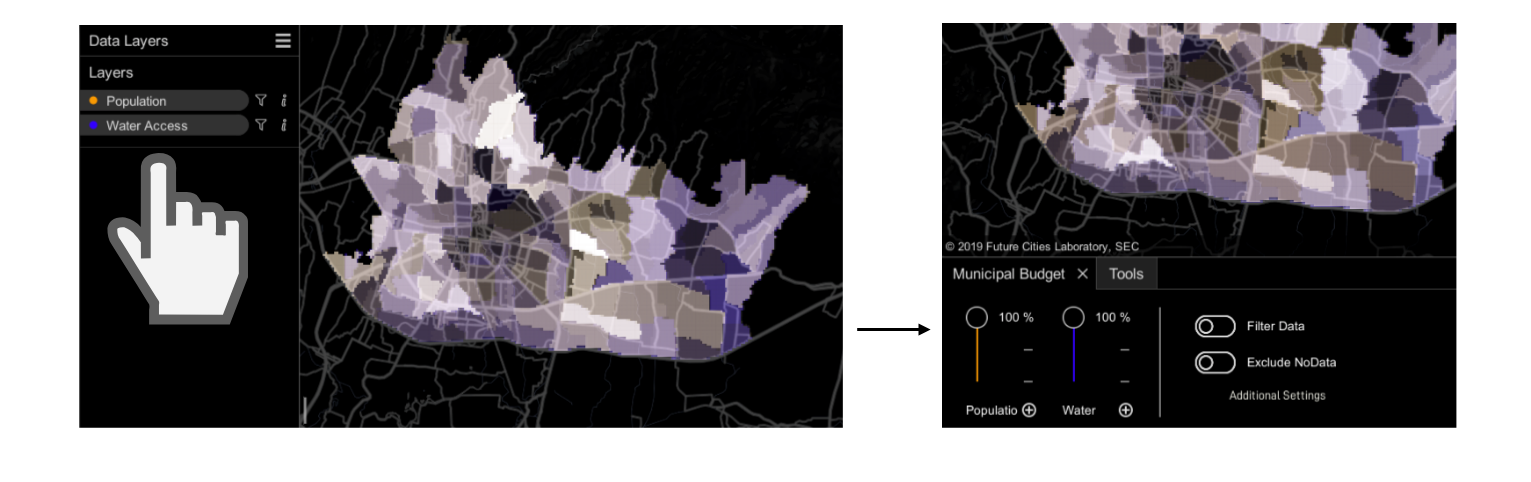 Data Layers
Layers
Population
Water Access
© 2019 Future Cities Laboratory, SEC
Municipal Budget
Tools
100 %
100 %
Filter Data
Exclude NoData
Additional Settings
Populatio
Water